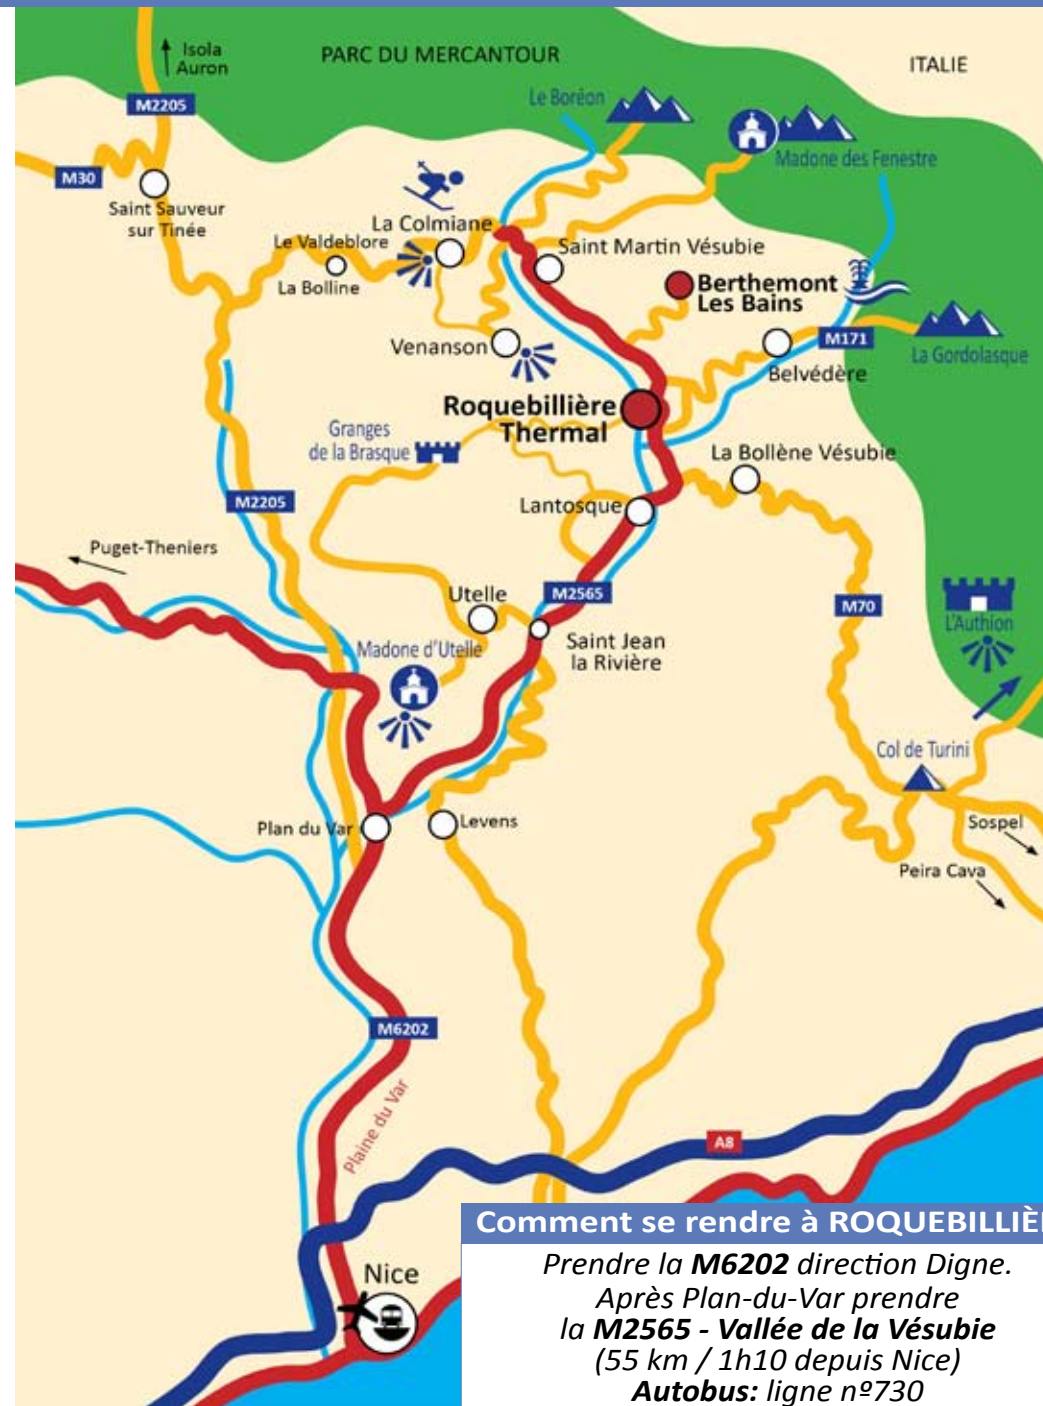 Isola
Auron
PARC DU MERCANTOUR
ITALIE
M2205
Le Boréon
Madone des Fenestre
M30
Saint Sauveur
sur Tinée
La Colmiane
Le Valdeblore
La Bolline
Saint Martin Vésubie
Berthemont
Les Bains
Venanson
M171
La Gordolasque
Belvédère
Roquebillière
Thermal
Granges
de la Brasque
La Bollène Vésubie
M2205
Lantosque
Puget-Theniers
Utelle
M2565
M70
L'Authion
Saint Jean
la Rivière
Madone d'Utelle
Col de Turini
Plan du Var
Levens
Sospel
Peira Cava
M6202
Plaine du Var
A8
Nice
Comment se rendre à ROQUEBILLIÈ
Prendre la M6202 direction Digne.
Après Plan-du-Var prendre
la M2565 - Vallée de la Vésubie
(55 km / 1h10 depuis Nice)
Autobus: ligne nº730